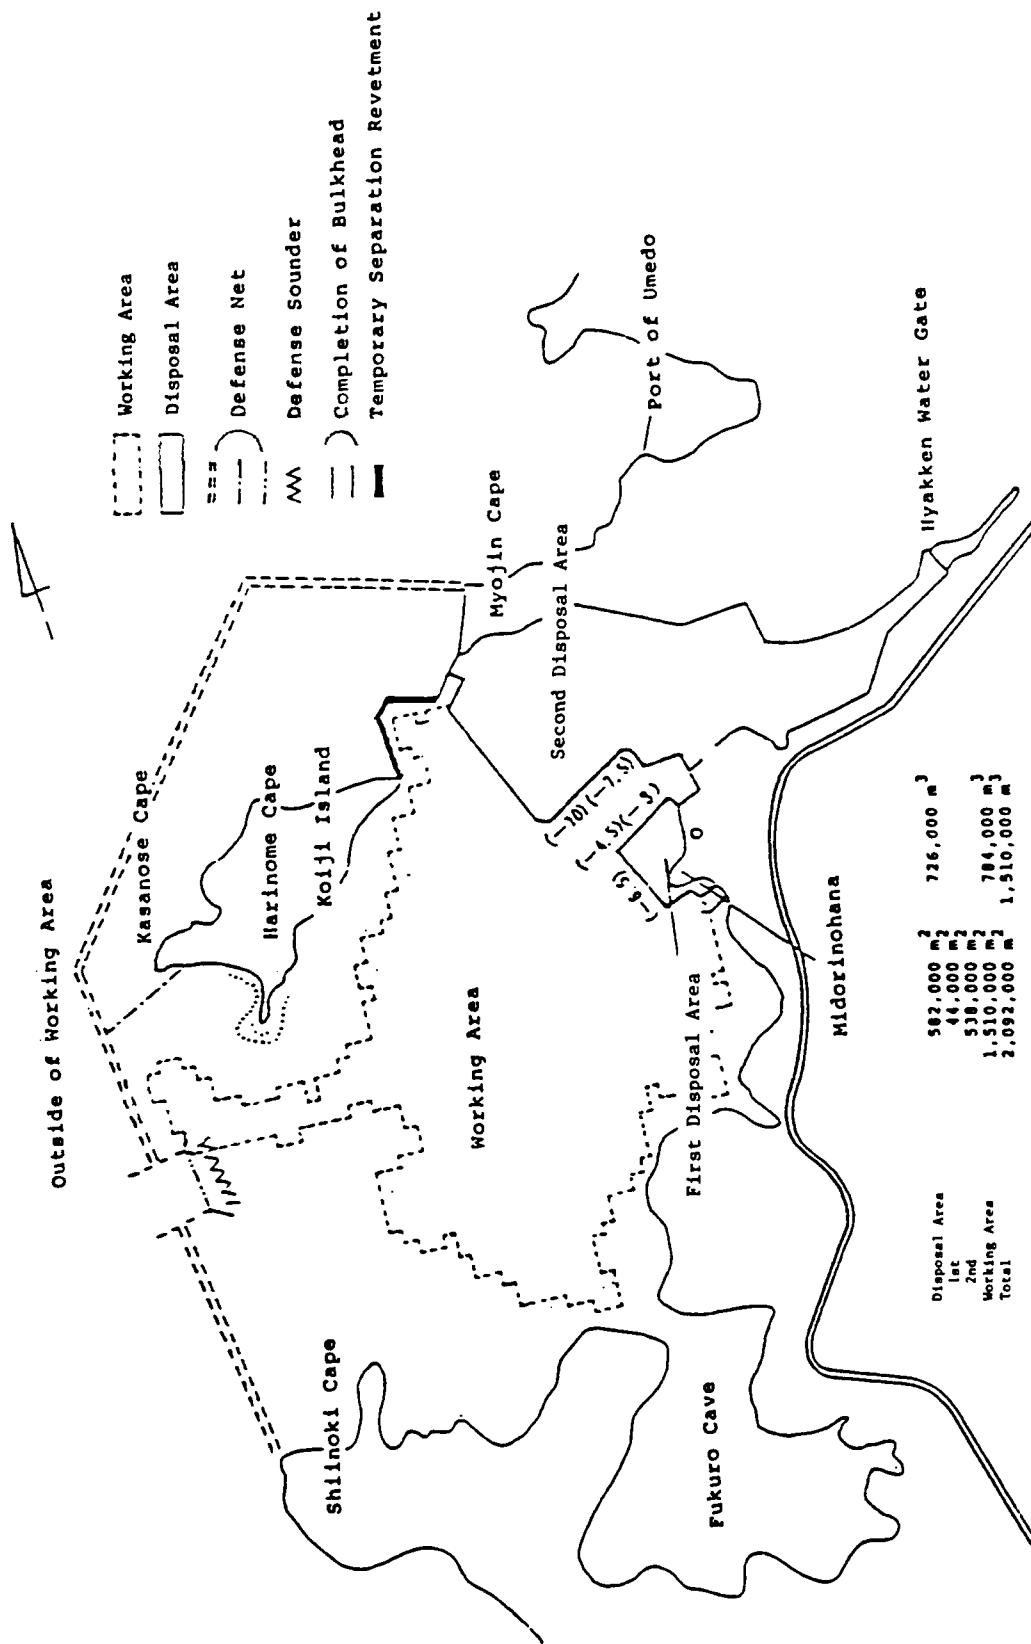 Outside of Working Area
Working Area
Disposal Area
Defense Net
Defense Sounder
Completion of Bulkhead
Temporary Separation Revetment
Kasanose Cape
Harinome Cape
Koiji Island
Myojin Cape
Shiinoki Cape
Working Area
Second Disposal Area
Port of Umedo
(-10)(-7.5)
(-4.5)(-3)
(-6.5)
First Disposal Area
Fukuro Cave
Midorinohana
Hyakken Water Gate
Disposal Area 582,000 m2 726,000 m3
1st 44,000 m2
2nd 538,000 m2
Working Area 1,510,000 m2 784,000 m3
Total 2,092,000 m2 1,510,000 m3